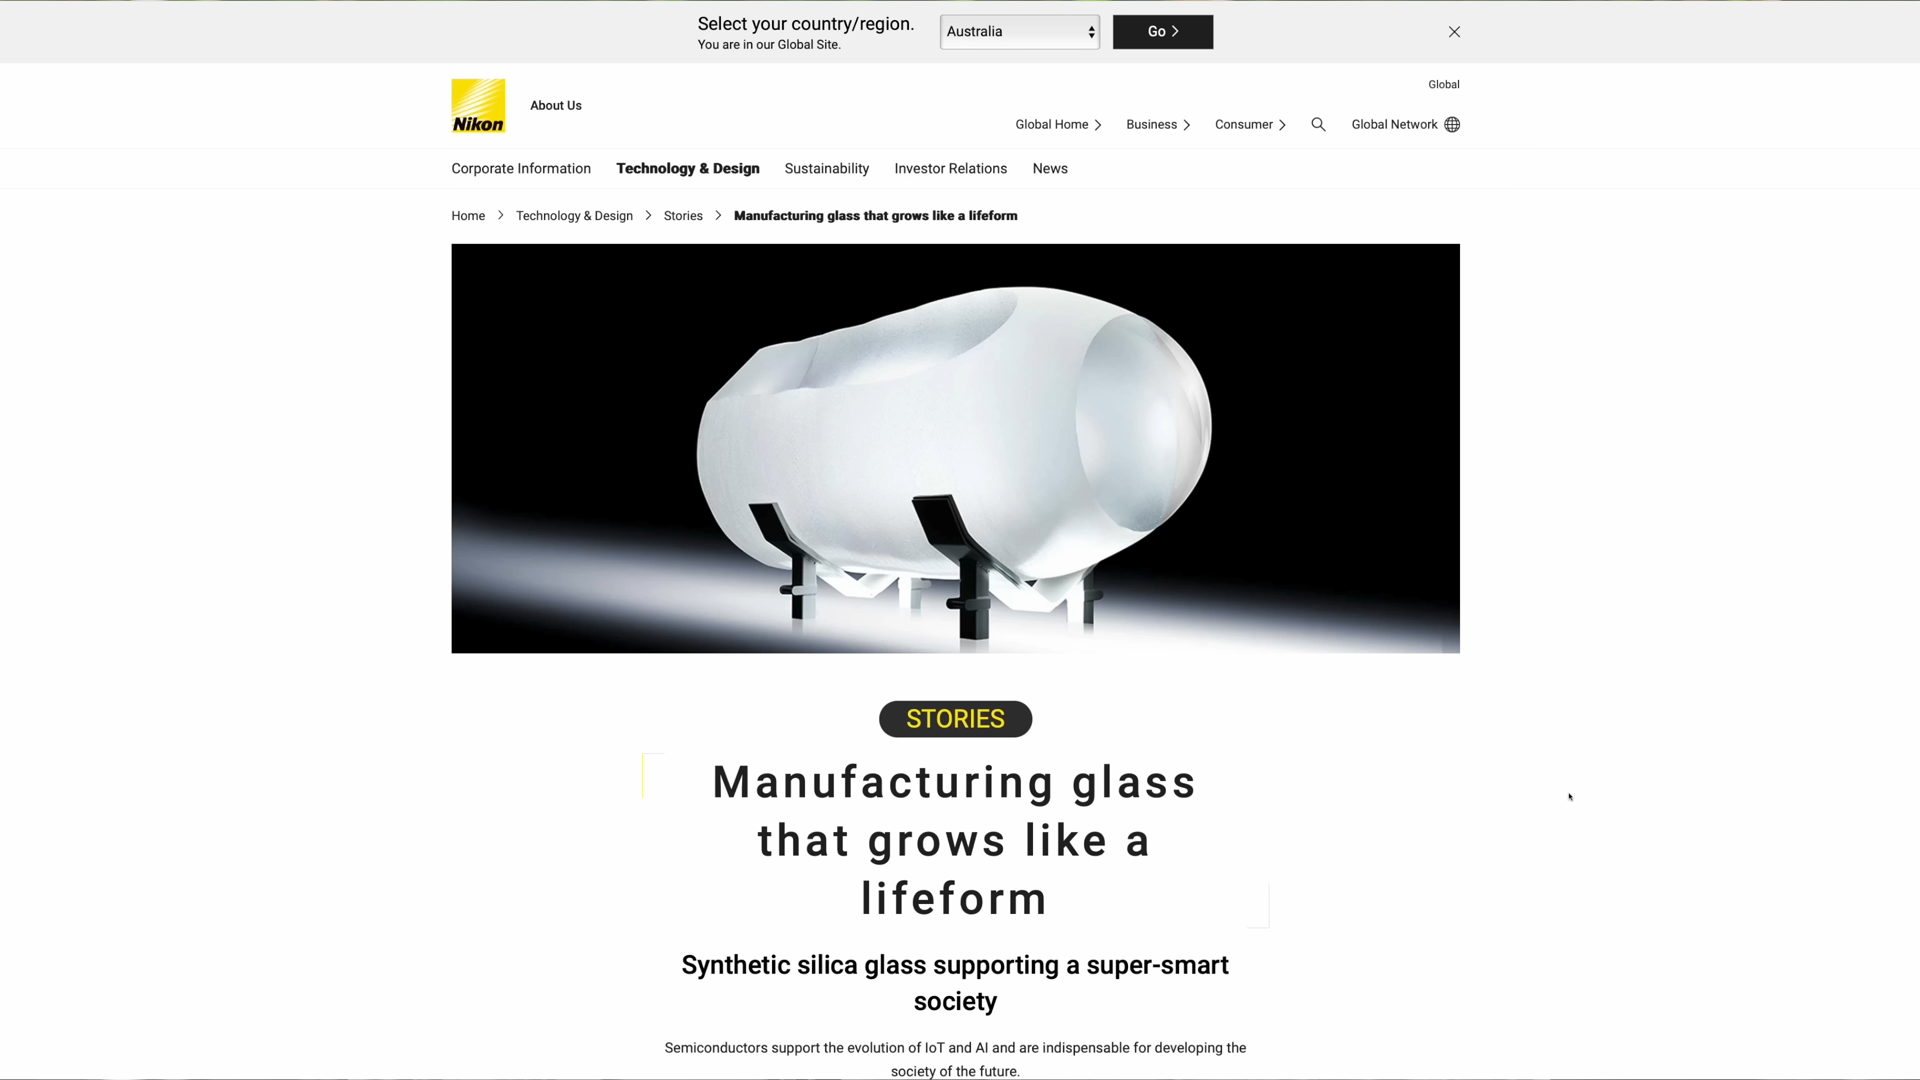 Select your country/region.
You are in our Global Site.
Australia
Go
Global
Nikon
About Us
Global Home
Business
Consumer
Global Network
Corporate Information
Technology & Design
Sustainability
Investor Relations
News
Home
Technology & Design
Stories
Manufacturing glass that grows like a lifeform
STORIES
Manufacturing glass
that grows like a
lifeform
Synthetic silica glass supporting a super-smart
society
Semiconductors support the evolution of IoT and AI and are indispensable for developing the
society of the future.